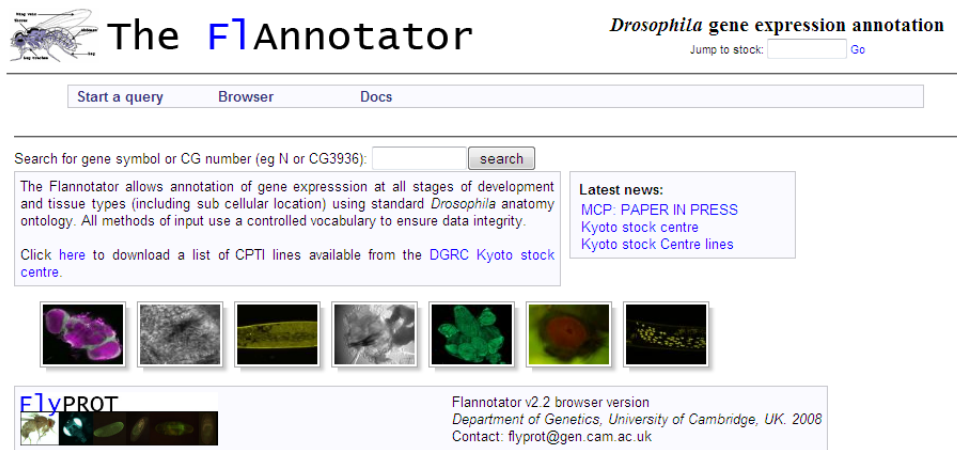 The FlAnnotator
Drosophila gene expression annotation
Jump to stock: Go
Start a query Browser Docs
Search for gene symbol or CG number (eg N or CG3936): search
The Flannotator allows annotation of gene expresssion at all stages of development
and tissue types (including sub cellular location) using standard Drosophila anatomy
ontology. All methods of input use a controlled vocabulary to ensure data integrity.
Click here to download a list of CPTI lines available from the DGRC Kyoto stock
centre.
Latest news:
MCP: PAPER IN PRESS
Kyoto stock centre
Kyoto stock Centre lines
FlyPROT
Flannotator v2.2 browser version
Department of Genetics, University of Cambridge, UK. 2008
Contact: flyprot@gen.cam.ac.uk